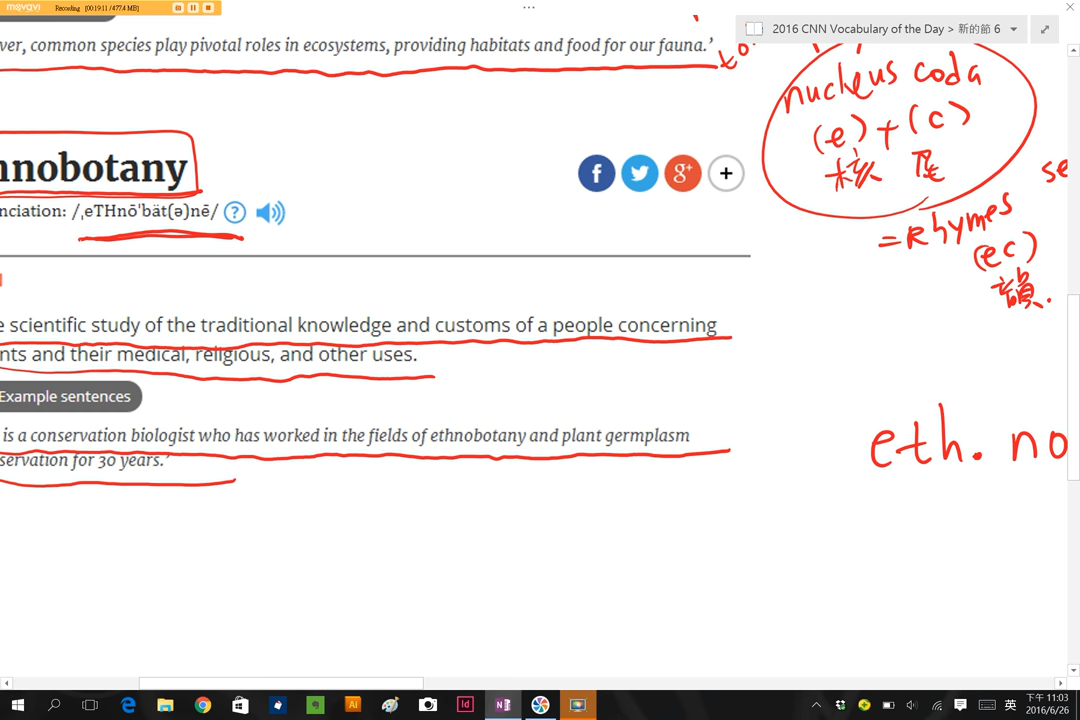 movavi Recording [00:19:11 / 477.4 MB]
2016 CNN Vocabulary of the Day > 新的節 6
ver, common species play pivotal roles in ecosystems, providing habitats and food for our fauna.’
nucleus coda
(e) + (c)
核 尾
= Rhymes
(ec)
韻.
se
nnobotany
nciation: /ˌeTHnōˈbät(ə)nē/ ?
f
g+
+
e scientific study of the traditional knowledge and customs of a people concerning
nts and their medical, religious, and other uses.
Example sentences
is a conservation biologist who has worked in the fields of ethnobotany and plant germplasm
servation for 30 years.’
eth. no
英
下午 11:03
2016/6/26